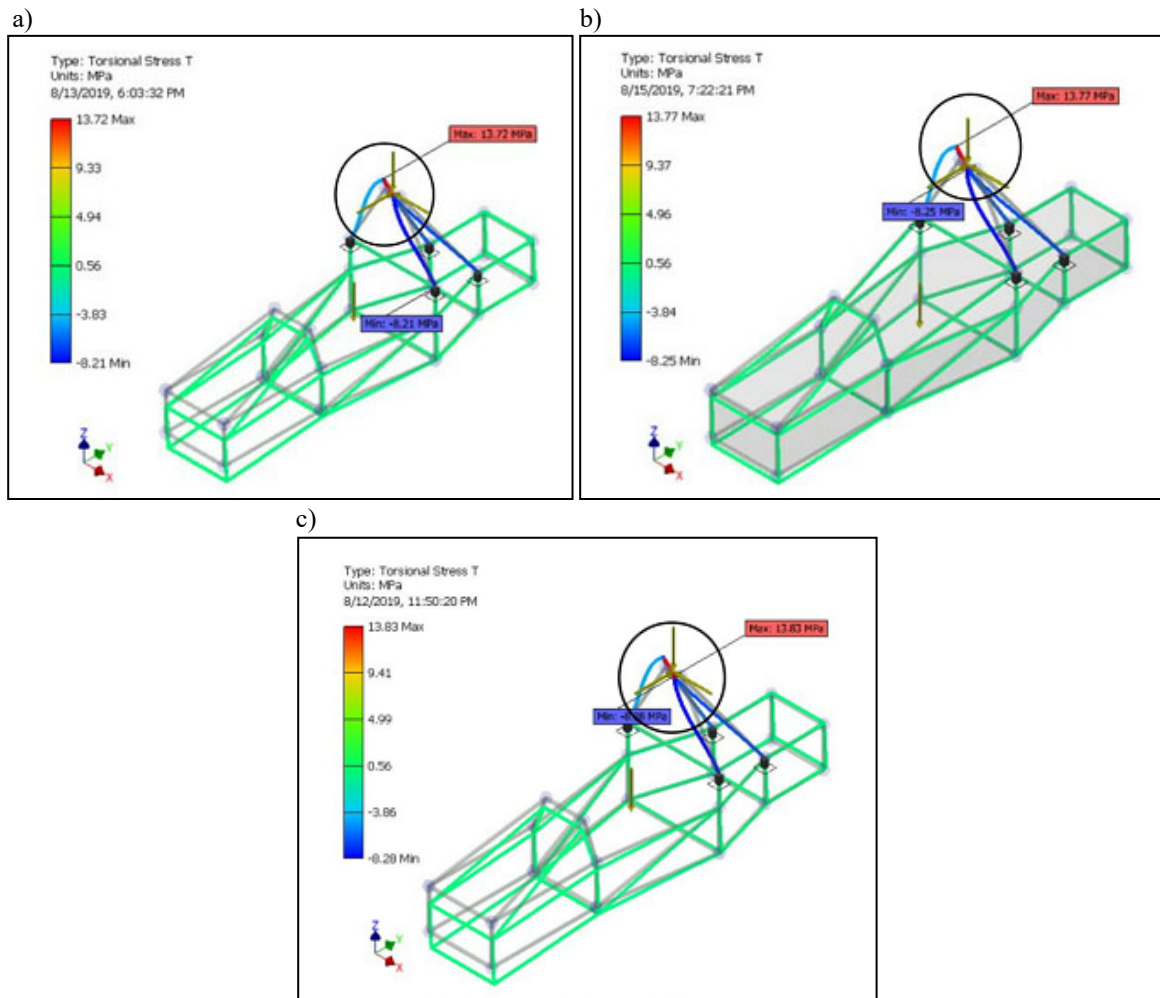 a)
Type: Torsional Stress T
Units: MPa
8/13/2019, 6:03:32 PM
13.72 Max
9.33
4.94
0.56
-3.83
-8.21 Min
Max: 13.72 MPa
Min: -8.21 MPa
Z
Y
X
b)
Type: Torsional Stress T
Units: MPa
8/15/2019, 7:22:21 PM
13.77 Max
9.37
4.96
0.56
-3.84
-8.25 Min
Max: 13.77 MPa
Min: -8.25 MPa
Z
Y
X
c)
Type: Torsional Stress T
Units: MPa
8/12/2019, 11:50:20 PM
13.83 Max
9.41
4.99
0.56
-3.86
-8.28 Min
Max: 13.83 MPa
Min: -8.28 MPa
Z
Y
X